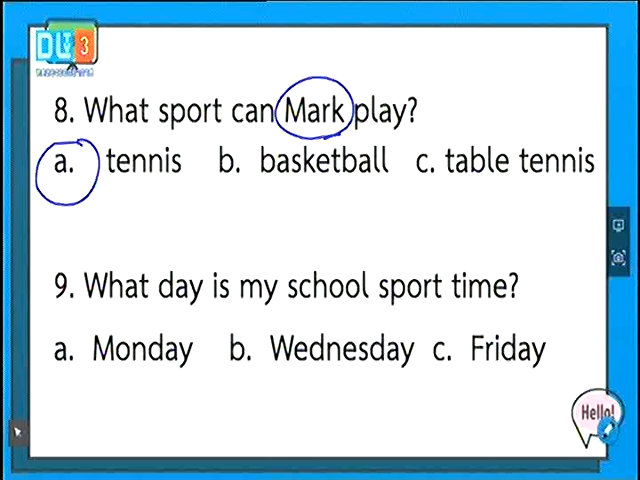 DLTV 3
8. What sport can Mark play?
a. tennis b. basketball c. table tennis
9. What day is my school sport time?
a. Monday b. Wednesday c. Friday
Hello!